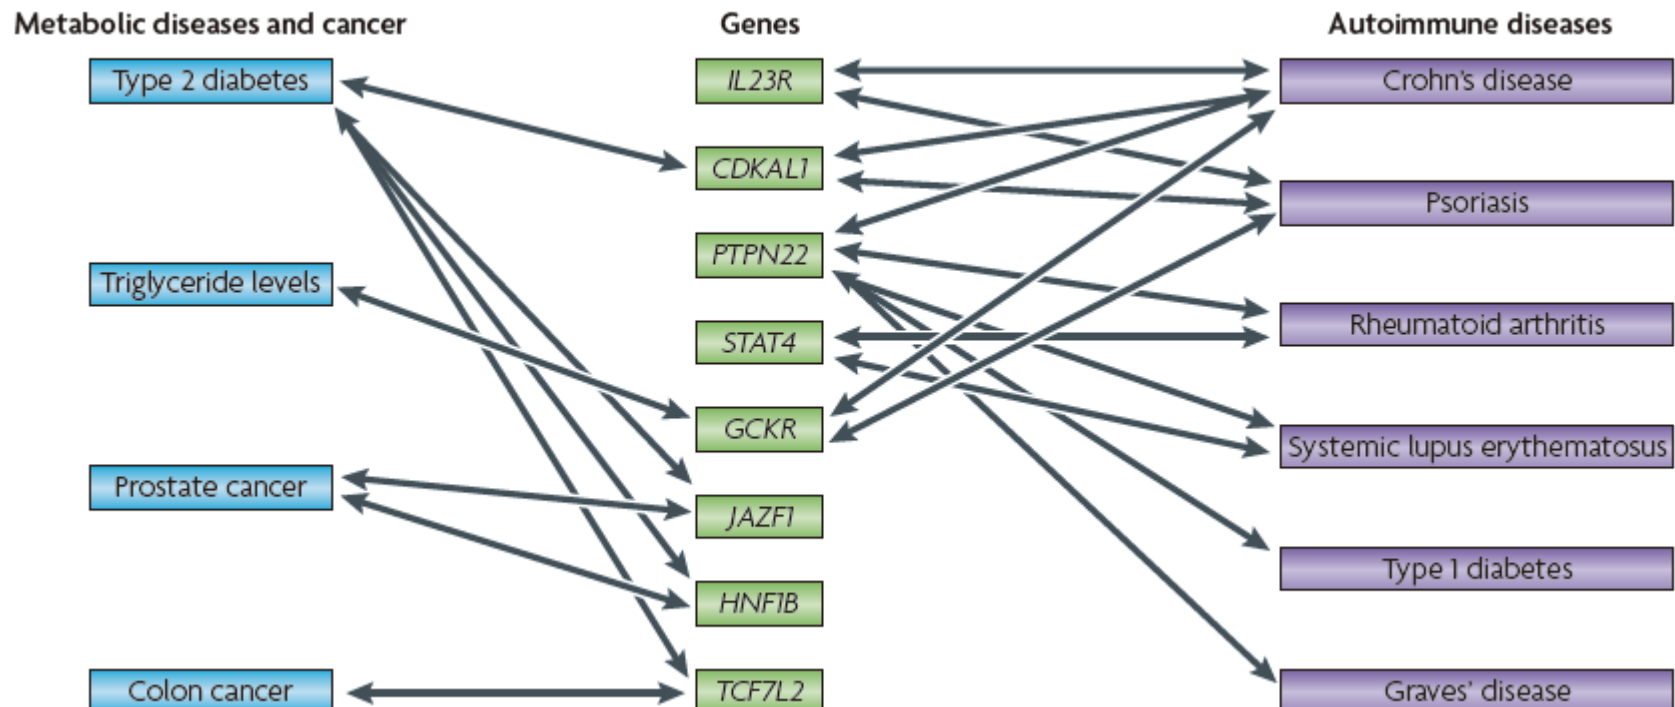 Metabolic diseases and cancer
Genes
Autoimmune diseases
Type 2 diabetes
IL23R
Crohn's disease
CDKAL1
Psoriasis
PTPN22
Triglyceride levels
Rheumatoid arthritis
STAT4
GCKR
Systemic lupus erythematosus
Prostate cancer
JAZF1
Type 1 diabetes
HNF1B
Colon cancer
TCF7L2
Graves' disease